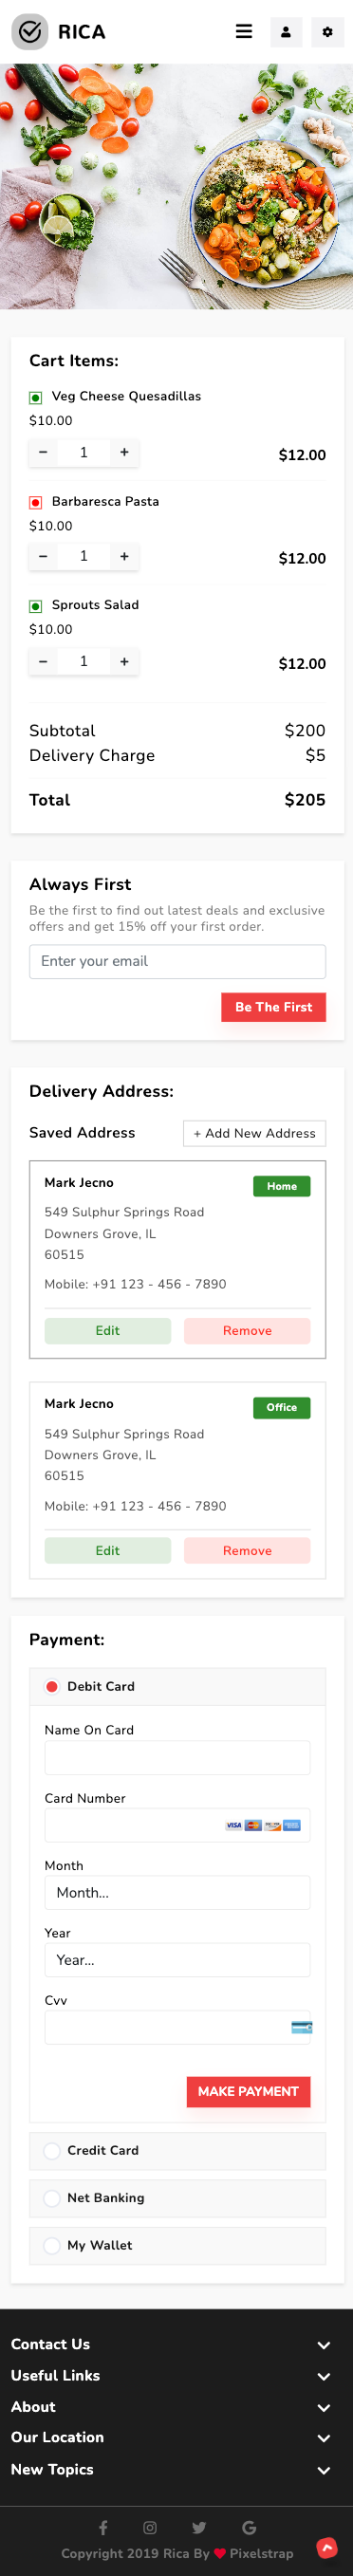 RICA
Cart Items:
Veg Cheese Quesadillas
$10.00
− 1 + $12.00
Barbaresca Pasta
$10.00
− 1 + $12.00
Sprouts Salad
$10.00
− 1 + $12.00
Subtotal $200
Delivery Charge $5
Total $205
Always First
Be the first to find out latest deals and exclusive
offers and get 15% off your first order.
Enter your email
Be The First
Delivery Address:
Saved Address + Add New Address
Mark Jecno Home
549 Sulphur Springs Road
Downers Grove, IL
60515
Mobile: +91 123 - 456 - 7890
Edit Remove
Mark Jecno Office
549 Sulphur Springs Road
Downers Grove, IL
60515
Mobile: +91 123 - 456 - 7890
Edit Remove
Payment:
Debit Card
Name On Card
Card Number
VISA
Month
Month...
Year
Year...
Cvv
MAKE PAYMENT
Credit Card
Net Banking
My Wallet
Contact Us
Useful Links
About
Our Location
New Topics
Copyright 2019 Rica By Pixelstrap